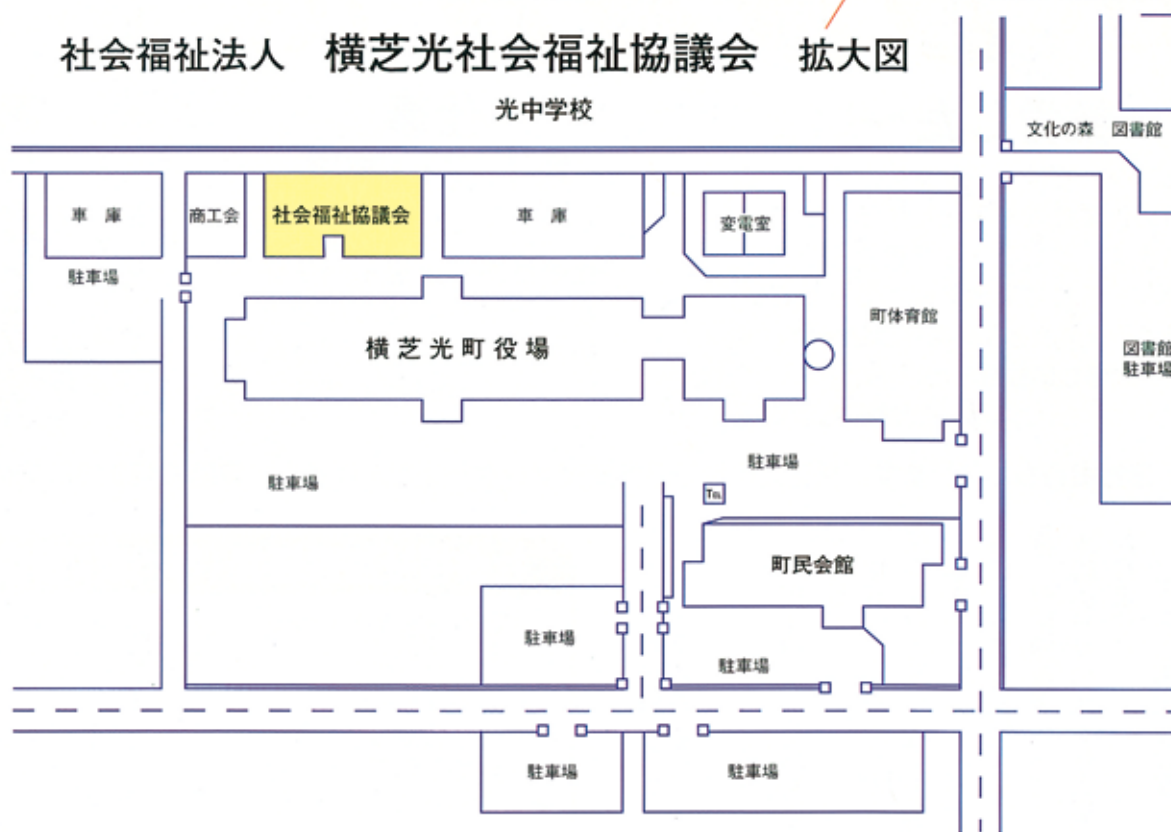 社会福祉法人 横芝光社会福祉協議会 拡大図
光中学校
文化の森 図書館
車 庫
商工会
社会福祉協議会
車 庫
変電室
駐車場
町体育館
横芝光町役場
図書館
駐車場
駐車場
駐車場
TEL
町民会館
駐車場
駐車場
駐車場
駐車場